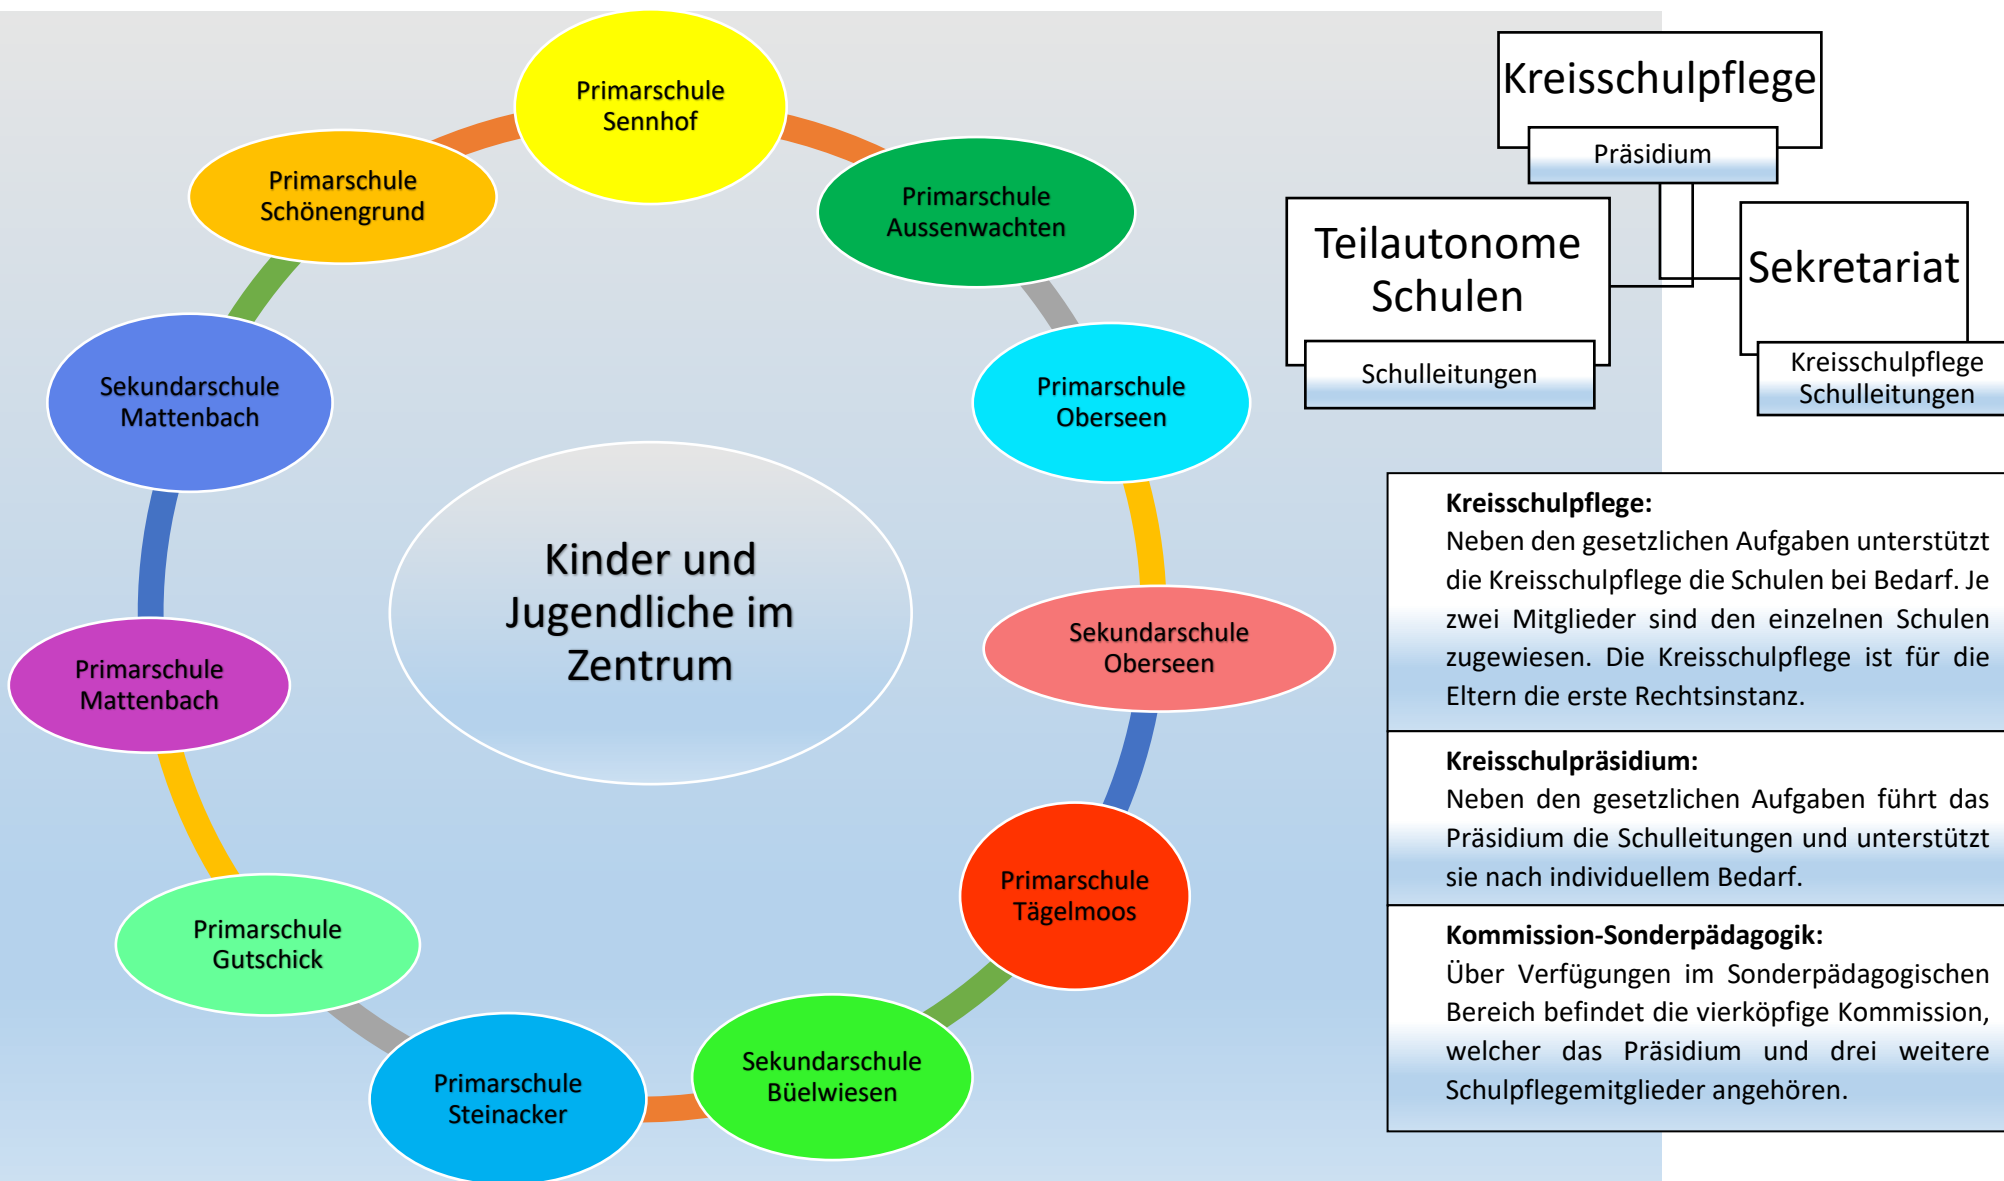 Primarschule
Sennhof
Primarschule
Aussenwachten
Primarschule
Oberseen
Sekundarschule
Oberseen
Primarschule
Tägelmoos
Sekundarschule
Büelwiesen
Primarschule
Steinacker
Primarschule
Gutschick
Primarschule
Mattenbach
Sekundarschule
Mattenbach
Primarschule
Schönengrund
Kinder und
Jugendliche im
Zentrum
Kreisschulpflege
Präsidium
Teilautonome
Schulen
Schulleitungen
Sekretariat
Kreisschulpflege
Schulleitungen
Kreisschulpflege:
Neben den gesetzlichen Aufgaben unterstützt
die Kreisschulpflege die Schulen bei Bedarf. Je
zwei Mitglieder sind den einzelnen Schulen
zugewiesen. Die Kreisschulpflege ist für die
Eltern die erste Rechtsinstanz.
Kreisschulpräsidium:
Neben den gesetzlichen Aufgaben führt das
Präsidium die Schulleitungen und unterstützt
sie nach individuellem Bedarf.
Kommission-Sonderpädagogik:
Über Verfügungen im Sonderpädagogischen
Bereich befindet die vierköpfige Kommission,
welcher das Präsidium und drei weitere
Schulpflegemitglieder angehören.